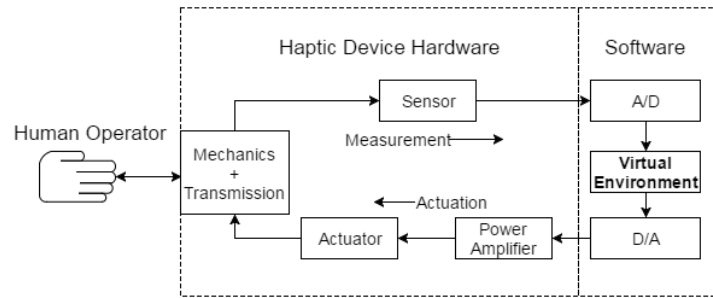 Haptic Device Hardware
Software
Sensor
A/D
Human Operator
Measurement
Mechanics
+
Transmission
Virtual
Environment
Actuation
Actuator
Power
Amplifier
D/A